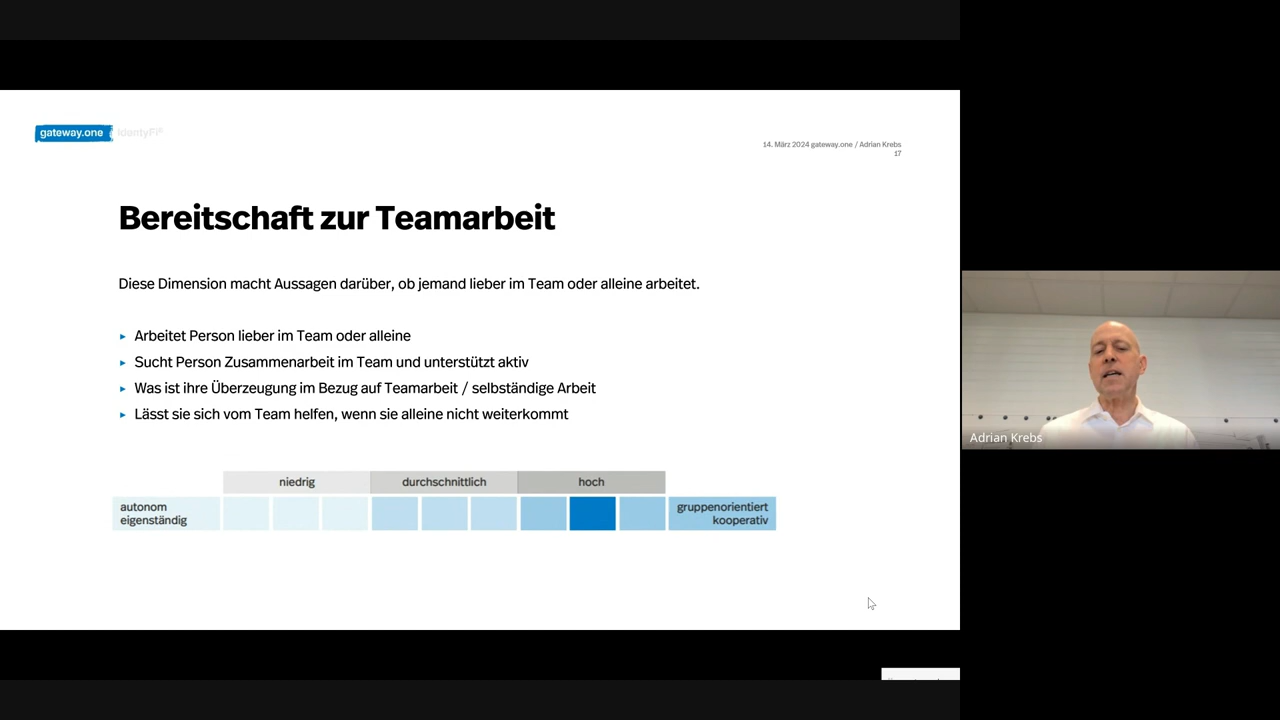 gateway.one IdentyFi²
14. März 2024 gateway.one / Adrian Krebs
17
Bereitschaft zur Teamarbeit
Diese Dimension macht Aussagen darüber, ob jemand lieber im Team oder alleine arbeitet.
▸ Arbeitet Person lieber im Team oder alleine
▸ Sucht Person Zusammenarbeit im Team und unterstützt aktiv
▸ Was ist ihre Überzeugung im Bezug auf Teamarbeit / selbständige Arbeit
▸ Lässt sie sich vom Team helfen, wenn sie alleine nicht weiterkommt
niedrig durchschnittlich hoch
autonom
eigenständig
gruppenorientiert
kooperativ
Adrian Krebs